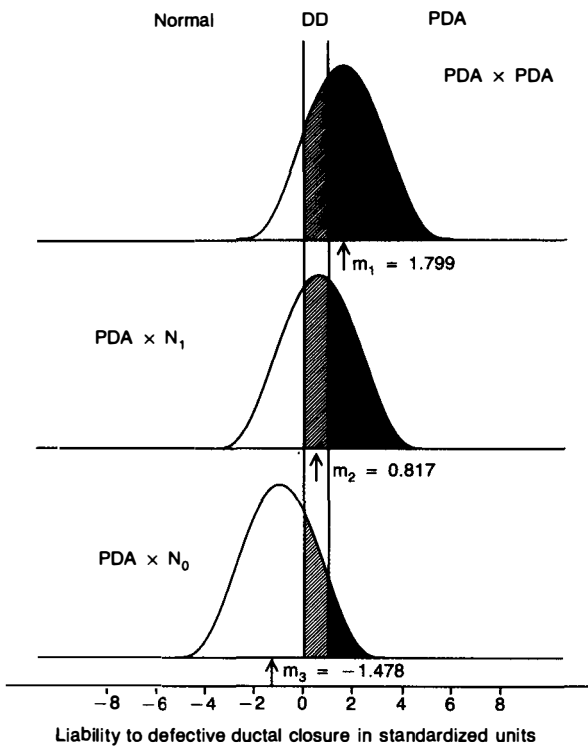 Normal DD PDA
PDA × PDA
m₁ = 1.799
PDA × N₁
m₂ = 0.817
PDA × N₀
m₃ = −1.478
−8 −6 −4 −2 0 2 4 6 8
Liability to defective ductal closure in standardized units